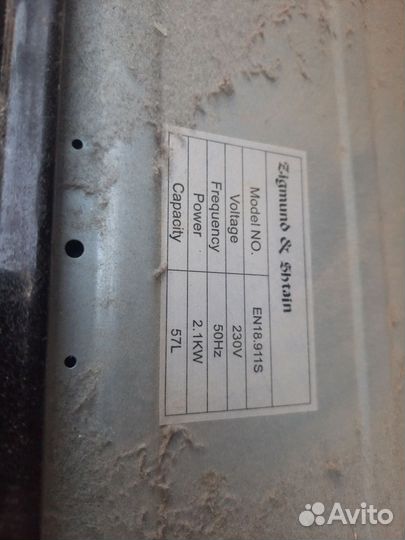 Zigmund & Shtain
Model NO. EN18.911S
Voltage 230V
Frequency 50Hz
Power 2.1KW
Capacity 57L
Avito